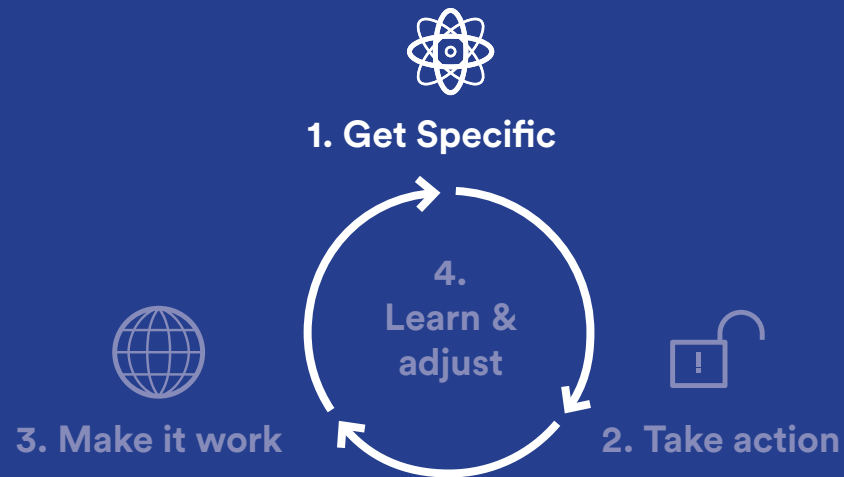 1. Get Specific
4.
Learn &
adjust
3. Make it work
2. Take action